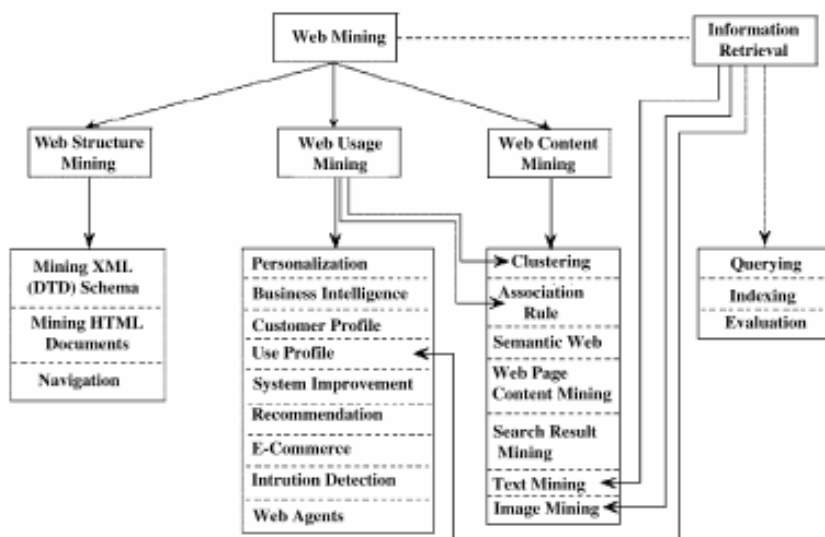 Web Mining
Information
Retrieval
Web Structure
Mining
Web Usage
Mining
Web Content
Mining
Mining XML
(DTD) Schema
Mining HTML
Documents
Navigation
Personalization
Business Intelligence
Customer Profile
Use Profile
System Improvement
Recommendation
E-Commerce
Intrution Detection
Web Agents
Clustering
Association
Rule
Semantic Web
Web Page
Content Mining
Search Result
Mining
Text Mining
Image Mining
Querying
Indexing
Evaluation